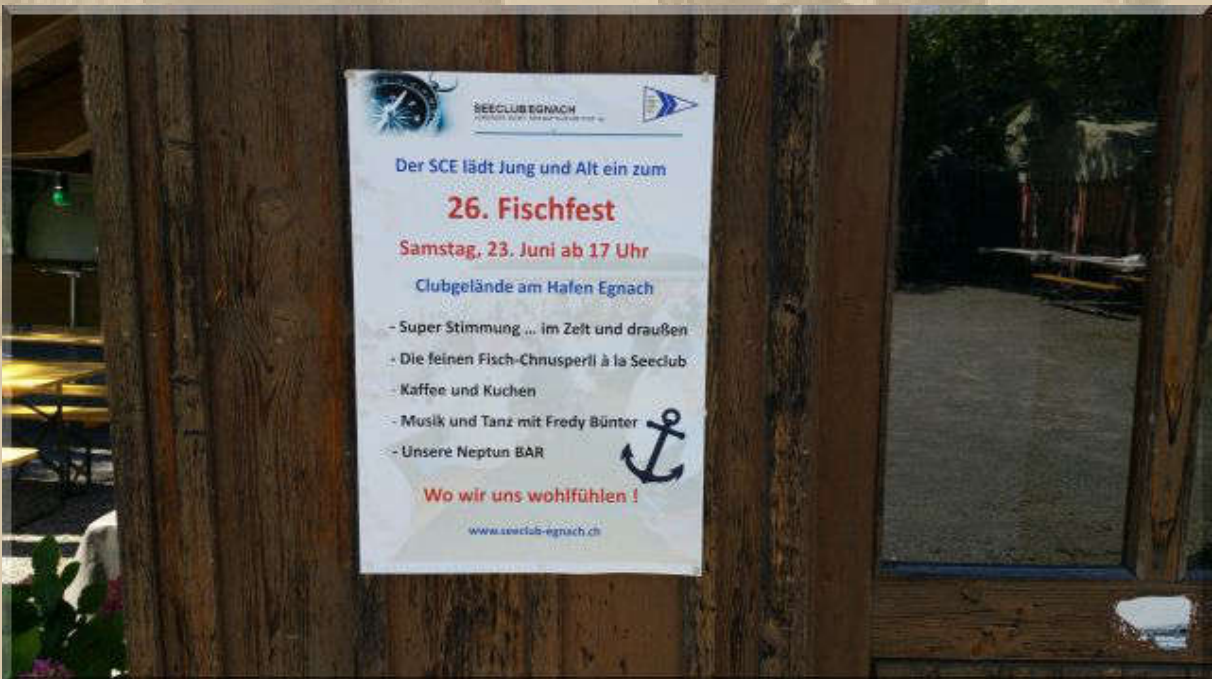 SEECLUB EGNACH
Der SCE lädt Jung und Alt ein zum
26. Fischfest
Samstag, 23. Juni ab 17 Uhr
Clubgelände am Hafen Egnach
- Super Stimmung ... im Zelt und draußen
- Die feinen Fisch-Chnusperli à la Seeclub
- Kaffee und Kuchen
- Musik und Tanz mit Fredy Bünter
- Unsere Neptun BAR
Wo wir uns wohlfühlen !
www.seeclub-egnach.ch